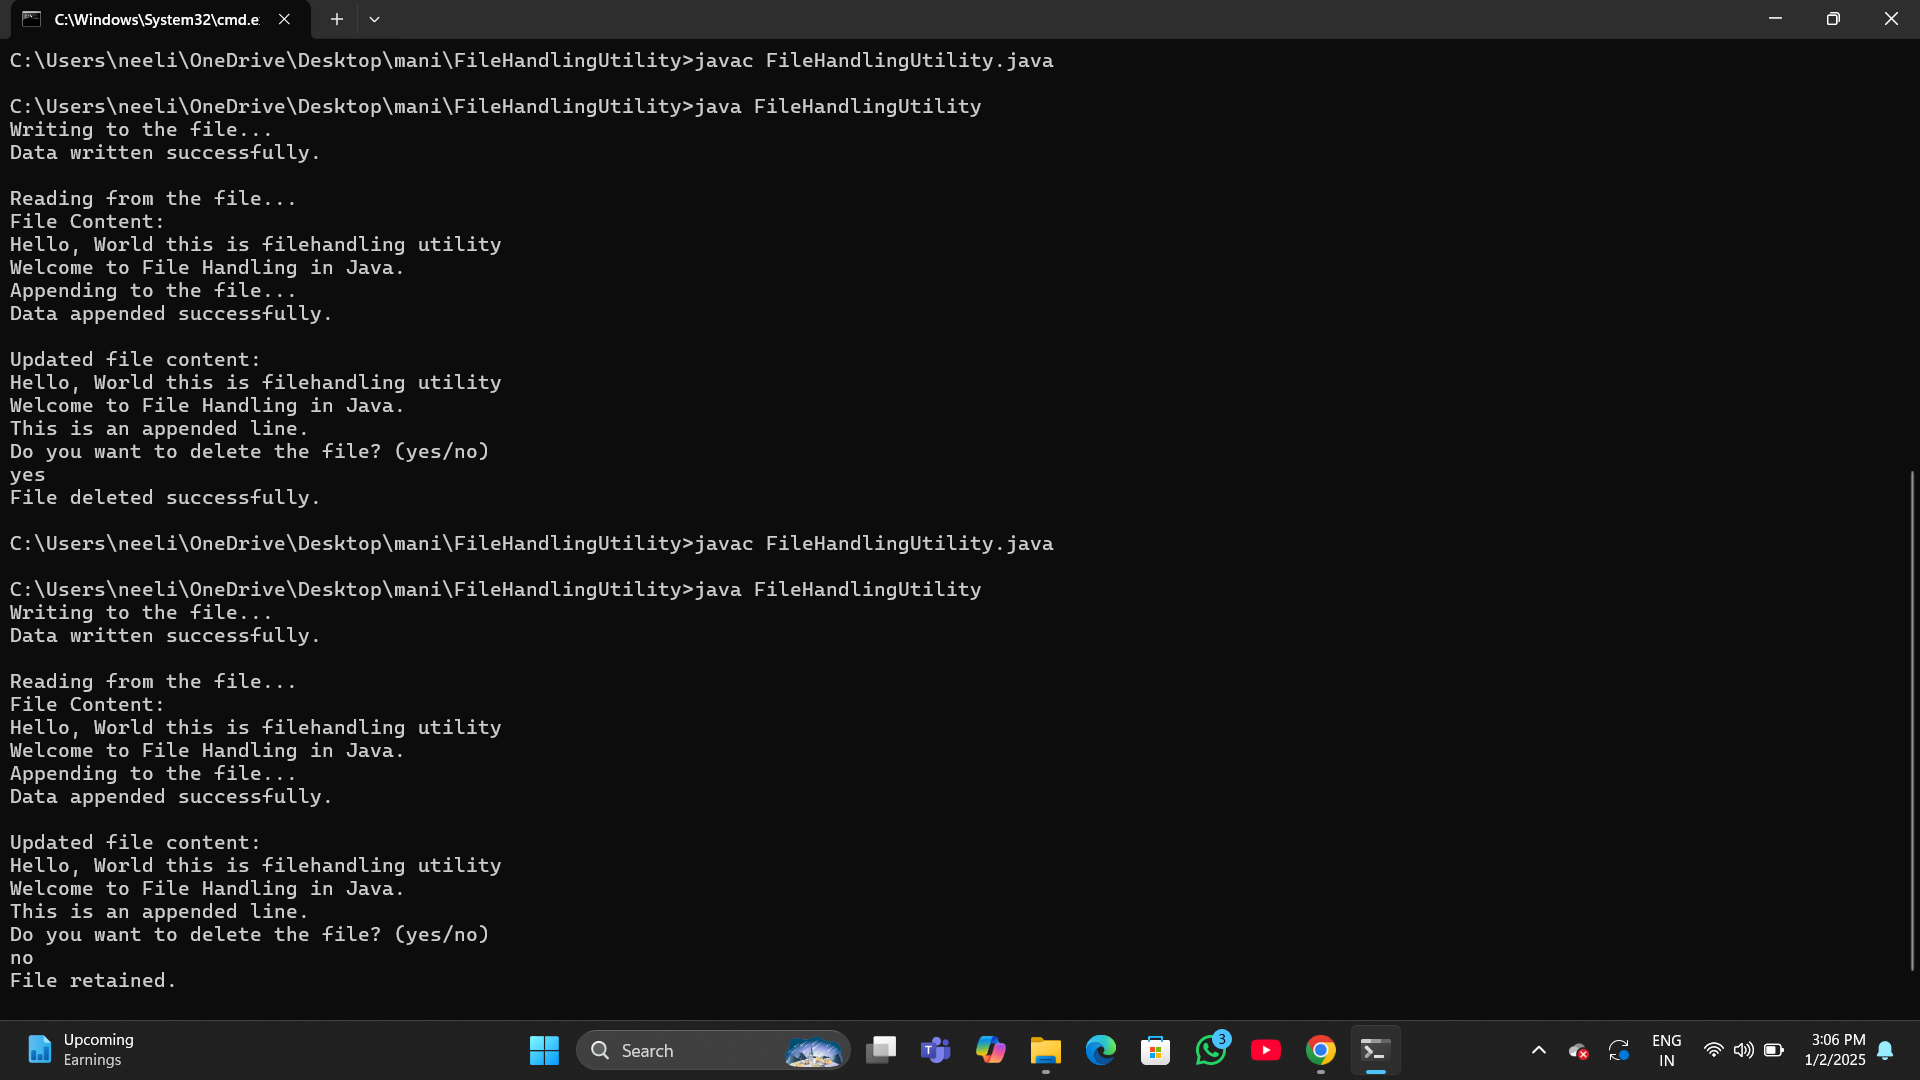 C:\Windows\System32\cmd.e
C:\Users\neeli\OneDrive\Desktop\mani\FileHandlingUtility>javac FileHandlingUtility.java
C:\Users\neeli\OneDrive\Desktop\mani\FileHandlingUtility>java FileHandlingUtility
Writing to the file...
Data written successfully.
Reading from the file...
File Content:
Hello, World this is filehandling utility
Welcome to File Handling in Java.
Appending to the file...
Data appended successfully.
Updated file content:
Hello, World this is filehandling utility
Welcome to File Handling in Java.
This is an appended line.
Do you want to delete the file? (yes/no)
yes
File deleted successfully.
C:\Users\neeli\OneDrive\Desktop\mani\FileHandlingUtility>javac FileHandlingUtility.java
C:\Users\neeli\OneDrive\Desktop\mani\FileHandlingUtility>java FileHandlingUtility
Writing to the file...
Data written successfully.
Reading from the file...
File Content:
Hello, World this is filehandling utility
Welcome to File Handling in Java.
Appending to the file...
Data appended successfully.
Updated file content:
Hello, World this is filehandling utility
Welcome to File Handling in Java.
This is an appended line.
Do you want to delete the file? (yes/no)
no
File retained.
Upcoming
Earnings
Search
3
ENG
IN
3:06 PM
1/2/2025